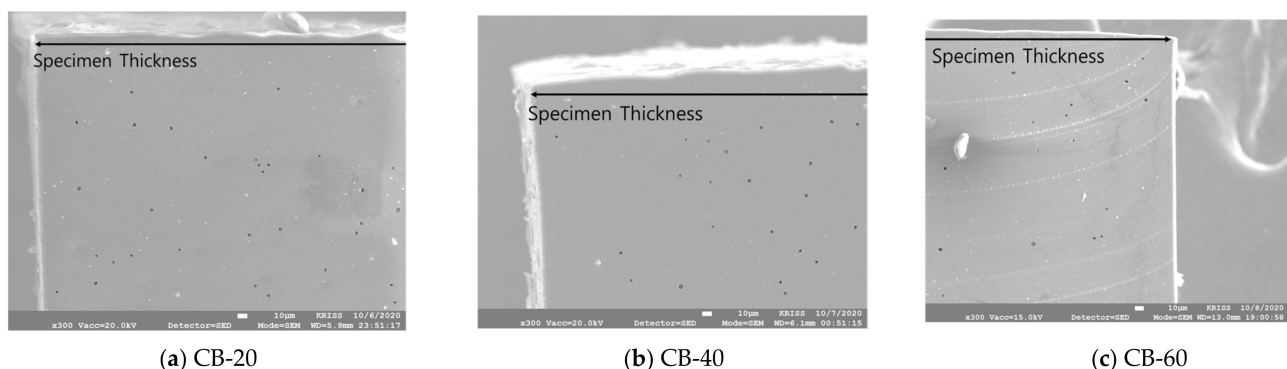 Specimen Thickness
10µm KRISS 10/6/2020
x300 Vacc=20.0kV Detector=SED Mode=SEM WD=5.9mm 23:51:17
(a) CB-20
Specimen Thickness
10µm KRISS 10/7/2020
x300 Vacc=20.0kV Detector=SED Mode=SEM WD=6.1mm 00:51:15
(b) CB-40
Specimen Thickness
10µm KRISS 10/8/2020
x300 Vacc=15.0kV Detector=SED Mode=SEM WD=13.0mm 19:00:58
(c) CB-60